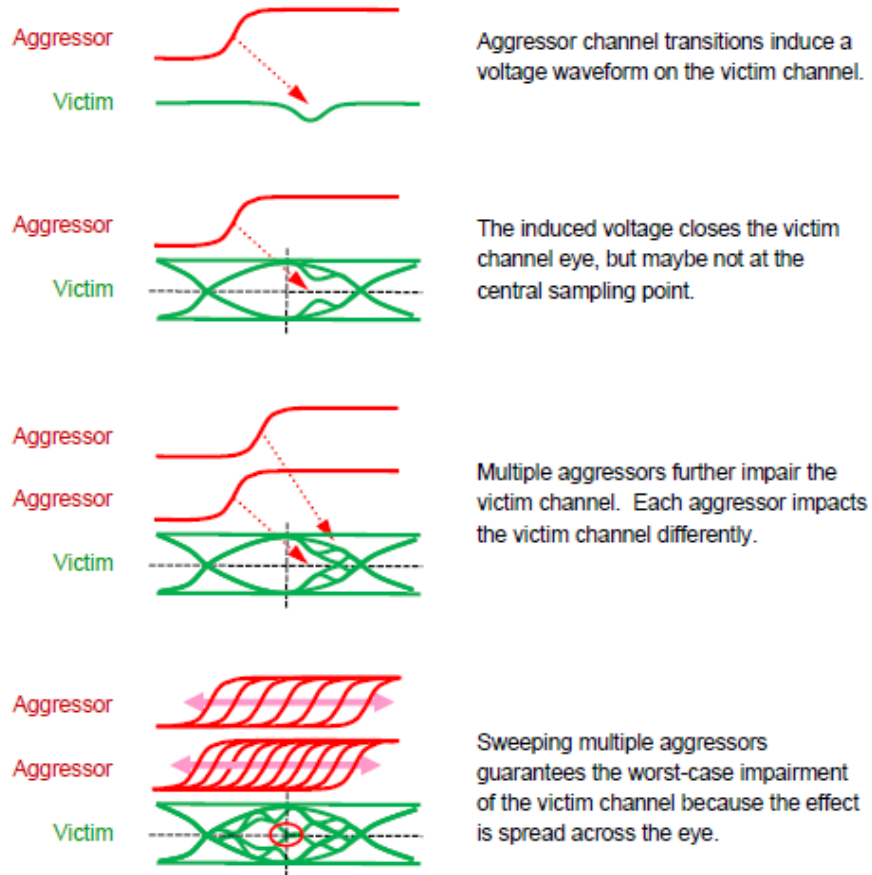 Aggressor
Aggressor channel transitions induce a
voltage waveform on the victim channel.
Victim
Aggressor
The induced voltage closes the victim
channel eye, but maybe not at the
central sampling point.
Victim
Aggressor
Aggressor
Multiple aggressors further impair the
victim channel.  Each aggressor impacts
the victim channel differently.
Victim
Aggressor
Aggressor
Sweeping multiple aggressors
guarantees the worst-case impairment
of the victim channel because the effect
is spread across the eye.
Victim